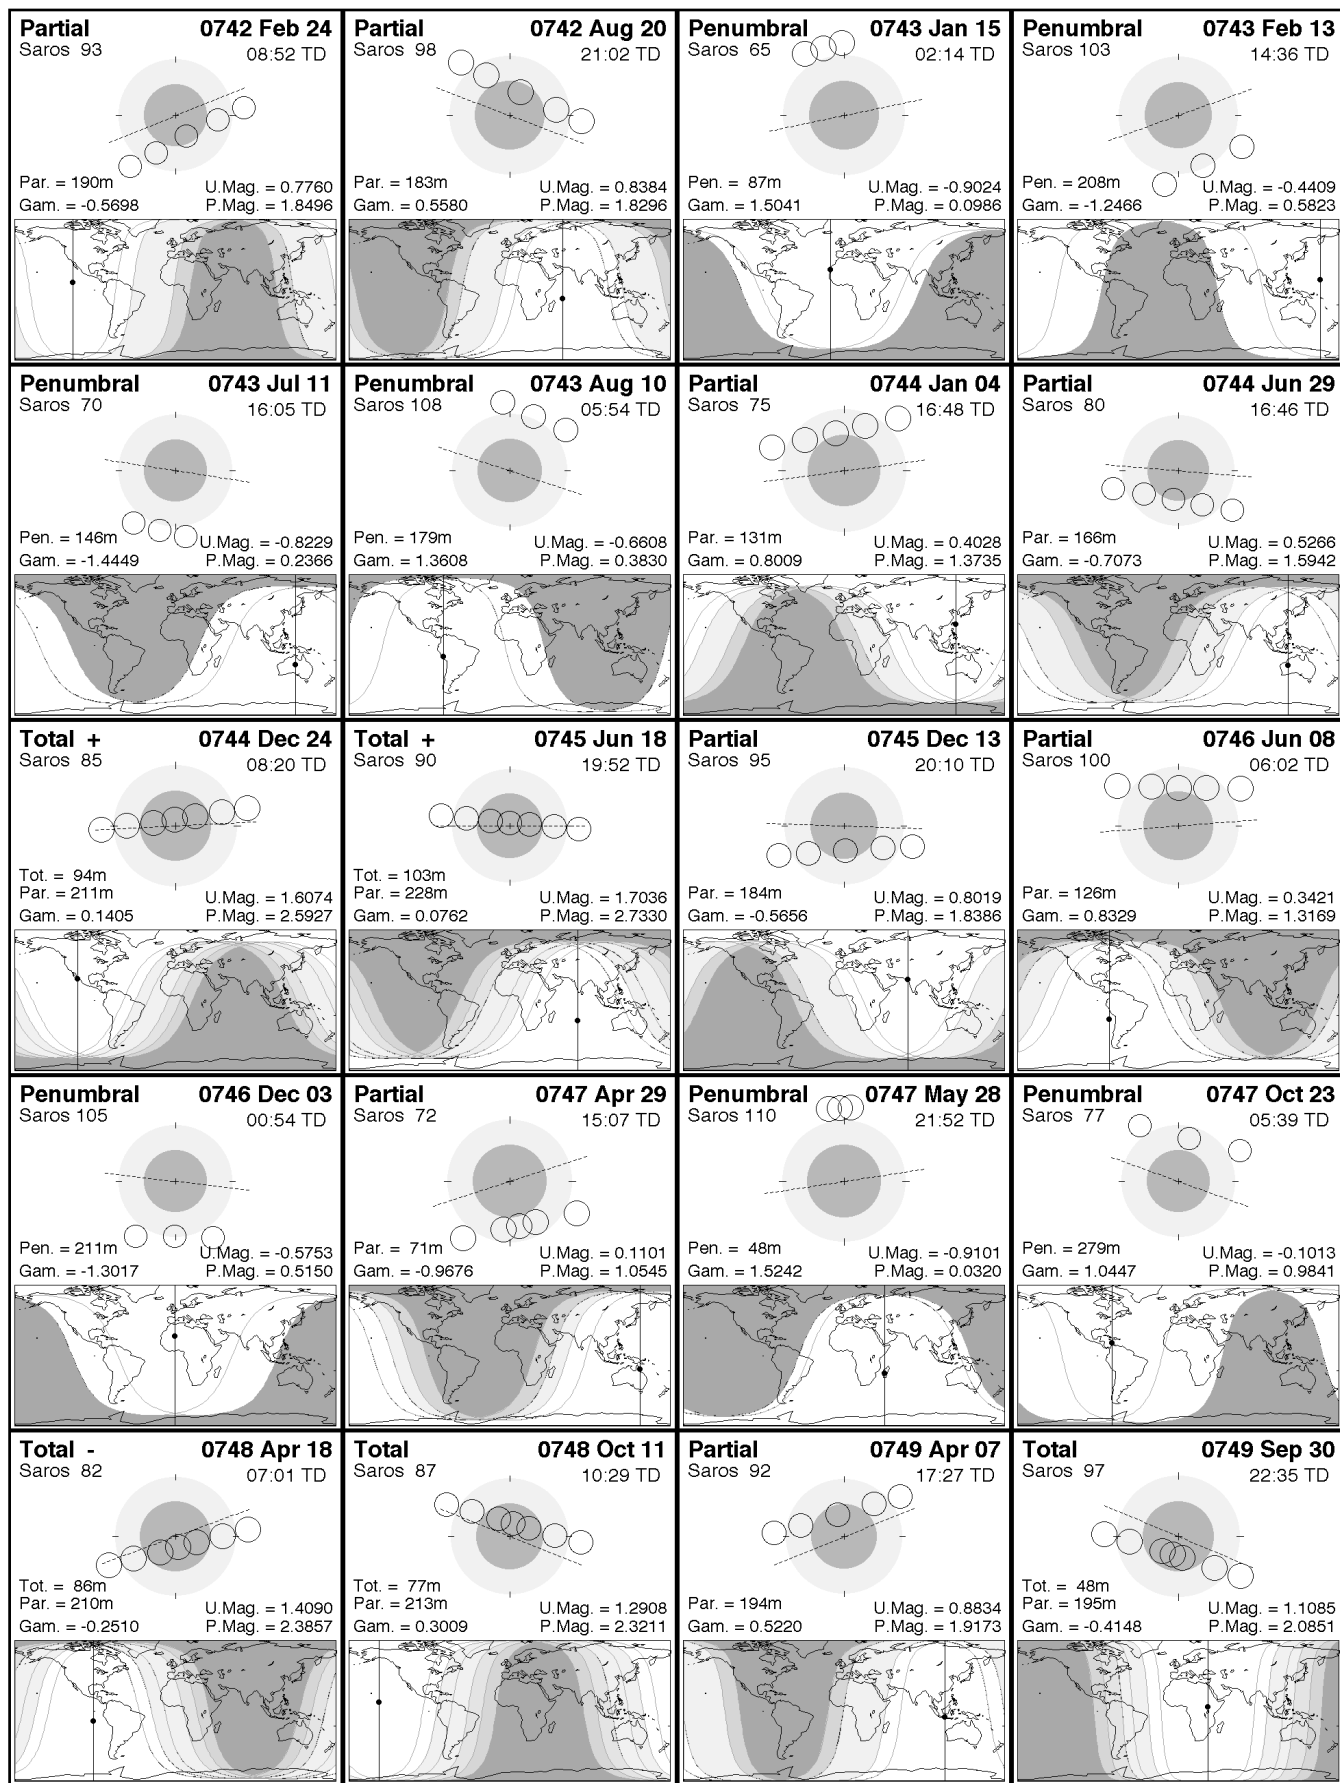 Partial 0742 Feb 24
Saros 93 08:52 TD
Par. = 190m U.Mag. = 0.7760
Gam. = -0.5698 P.Mag. = 1.8496
Partial 0742 Aug 20
Saros 98 21:02 TD
Par. = 183m U.Mag. = 0.8384
Gam. = 0.5580 P.Mag. = 1.8296
Penumbral 0743 Jan 15
Saros 65 02:14 TD
Pen. = 87m U.Mag. = -0.9024
Gam. = 1.5041 P.Mag. = 0.0986
Penumbral 0743 Feb 13
Saros 103 14:36 TD
Pen. = 208m U.Mag. = -0.4409
Gam. = -1.2466 P.Mag. = 0.5823
Penumbral 0743 Jul 11
Saros 70 16:05 TD
Pen. = 146m U.Mag. = -0.8229
Gam. = -1.4449 P.Mag. = 0.2366
Penumbral 0743 Aug 10
Saros 108 05:54 TD
Pen. = 179m U.Mag. = -0.6608
Gam. = 1.3608 P.Mag. = 0.3830
Partial 0744 Jan 04
Saros 75 16:48 TD
Par. = 131m U.Mag. = 0.4028
Gam. = 0.8009 P.Mag. = 1.3735
Partial 0744 Jun 29
Saros 80 16:46 TD
Par. = 166m U.Mag. = 0.5266
Gam. = -0.7073 P.Mag. = 1.5942
Total + 0744 Dec 24
Saros 85 08:20 TD
Tot. = 94m
Par. = 211m U.Mag. = 1.6074
Gam. = 0.1405 P.Mag. = 2.5927
Total + 0745 Jun 18
Saros 90 19:52 TD
Tot. = 103m
Par. = 228m U.Mag. = 1.7036
Gam. = 0.0762 P.Mag. = 2.7330
Partial 0745 Dec 13
Saros 95 20:10 TD
Par. = 184m U.Mag. = 0.8019
Gam. = -0.5656 P.Mag. = 1.8386
Partial 0746 Jun 08
Saros 100 06:02 TD
Par. = 126m U.Mag. = 0.3421
Gam. = 0.8329 P.Mag. = 1.3169
Penumbral 0746 Dec 03
Saros 105 00:54 TD
Pen. = 211m U.Mag. = -0.5753
Gam. = -1.3017 P.Mag. = 0.5150
Partial 0747 Apr 29
Saros 72 15:07 TD
Par. = 71m U.Mag. = 0.1101
Gam. = -0.9676 P.Mag. = 1.0545
Penumbral 0747 May 28
Saros 110 21:52 TD
Pen. = 48m U.Mag. = -0.9101
Gam. = 1.5242 P.Mag. = 0.0320
Penumbral 0747 Oct 23
Saros 77 05:39 TD
Pen. = 279m U.Mag. = -0.1013
Gam. = 1.0447 P.Mag. = 0.9841
Total - 0748 Apr 18
Saros 82 07:01 TD
Tot. = 86m
Par. = 210m U.Mag. = 1.4090
Gam. = -0.2510 P.Mag. = 2.3857
Total 0748 Oct 11
Saros 87 10:29 TD
Tot. = 77m
Par. = 213m U.Mag. = 1.2908
Gam. = 0.3009 P.Mag. = 2.3211
Partial 0749 Apr 07
Saros 92 17:27 TD
Par. = 194m U.Mag. = 0.8834
Gam. = 0.5220 P.Mag. = 1.9173
Total 0749 Sep 30
Saros 97 22:35 TD
Tot. = 48m
Par. = 195m U.Mag. = 1.1085
Gam. = -0.4148 P.Mag. = 2.0851